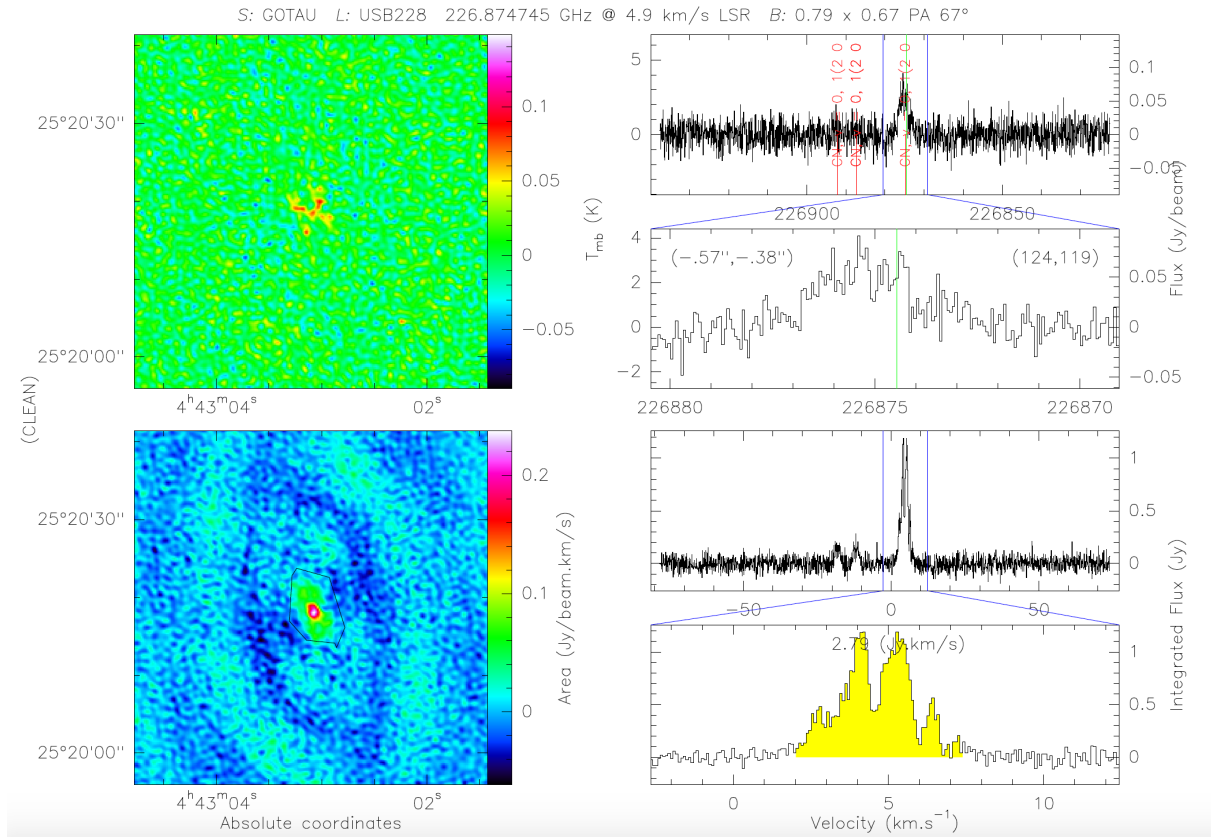 S: GOTAU L: USB228 226.874745 GHz @ 4.9 km/s LSR B: 0.79 x 0.67 PA 67°
(CLEAN)
25°20'30"
25°20'00"
4ʰ43ᵐ04ˢ 02ˢ
0.1
0.05
0
−0.05
T_mb (K)
5
0
0.1
0.05
0
−0.05
226900 226850
Flux (Jy/beam)
(−.57",−.38") (124,119)
4
2
0
−2
0.05
0
−0.05
226880 226875 226870
25°20'30"
25°20'00"
4ʰ43ᵐ04ˢ 02ˢ
Absolute coordinates
0.2
0.1
0
Area (Jy/beam.km/s)
1
0.5
0
−50 0 50
Integrated Flux (Jy)
2.79 (Jy.km/s)
1
0.5
0
0 5 10
Velocity (km.s⁻¹)